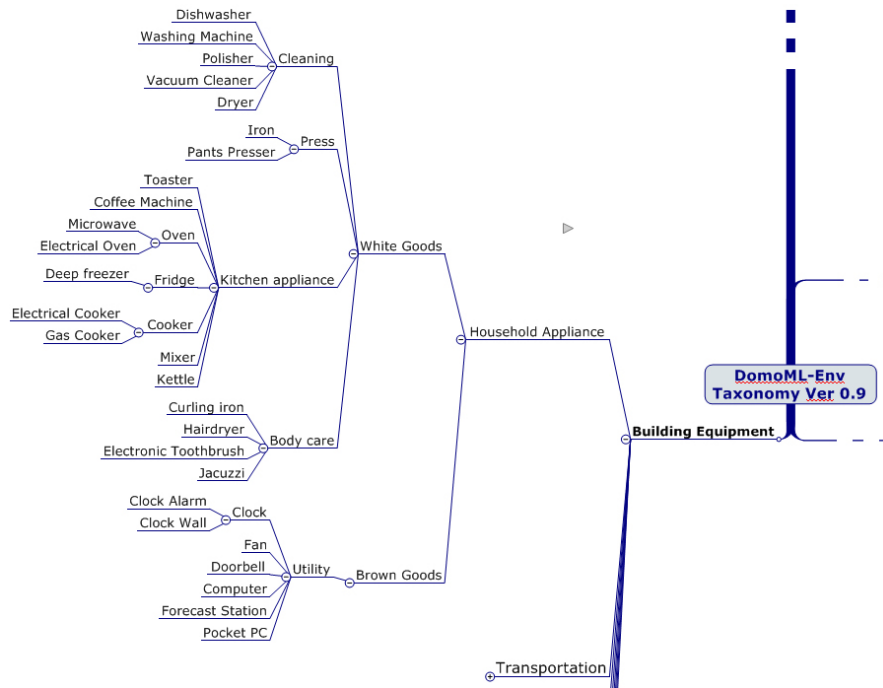 Dishwasher
Washing Machine
Polisher
Cleaning
Vacuum Cleaner
Dryer
Iron
Press
Pants Presser
Toaster
Coffee Machine
Microwave
Oven
Electrical Oven
White Goods
Deep freezer
Fridge
Kitchen appliance
Electrical Cooker
Cooker
Gas Cooker
Mixer
Kettle
Household Appliance
DomoML-Env
Taxonomy Ver 0.9
Curling iron
Hairdryer
Body care
Electronic Toothbrush
Jacuzzi
Building Equipment
Clock Alarm
Clock
Clock Wall
Fan
Doorbell
Utility
Brown Goods
Computer
Forecast Station
Pocket PC
Transportation